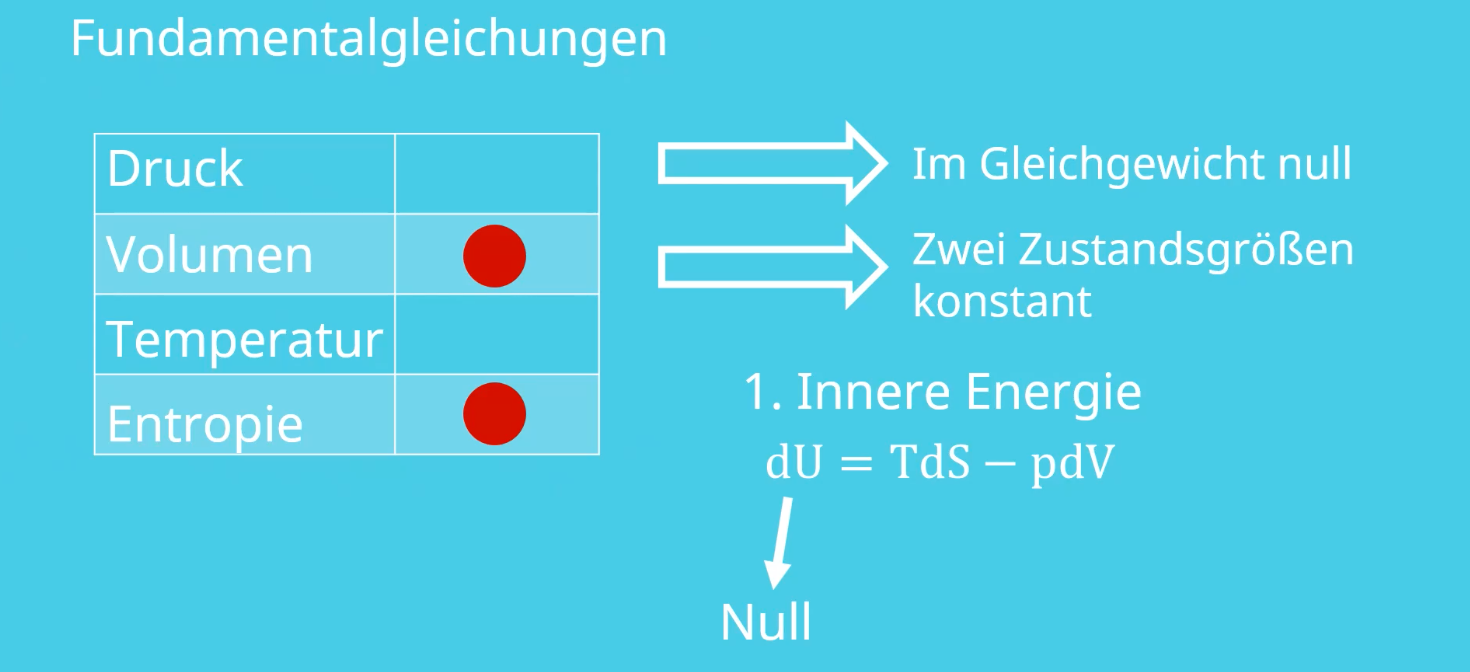 Fundamentalgleichungen
Druck
Volumen
Temperatur
Entropie
Im Gleichgewicht null
Zwei Zustandsgrößen
konstant
1. Innere Energie
dU = TdS − pdV
Null